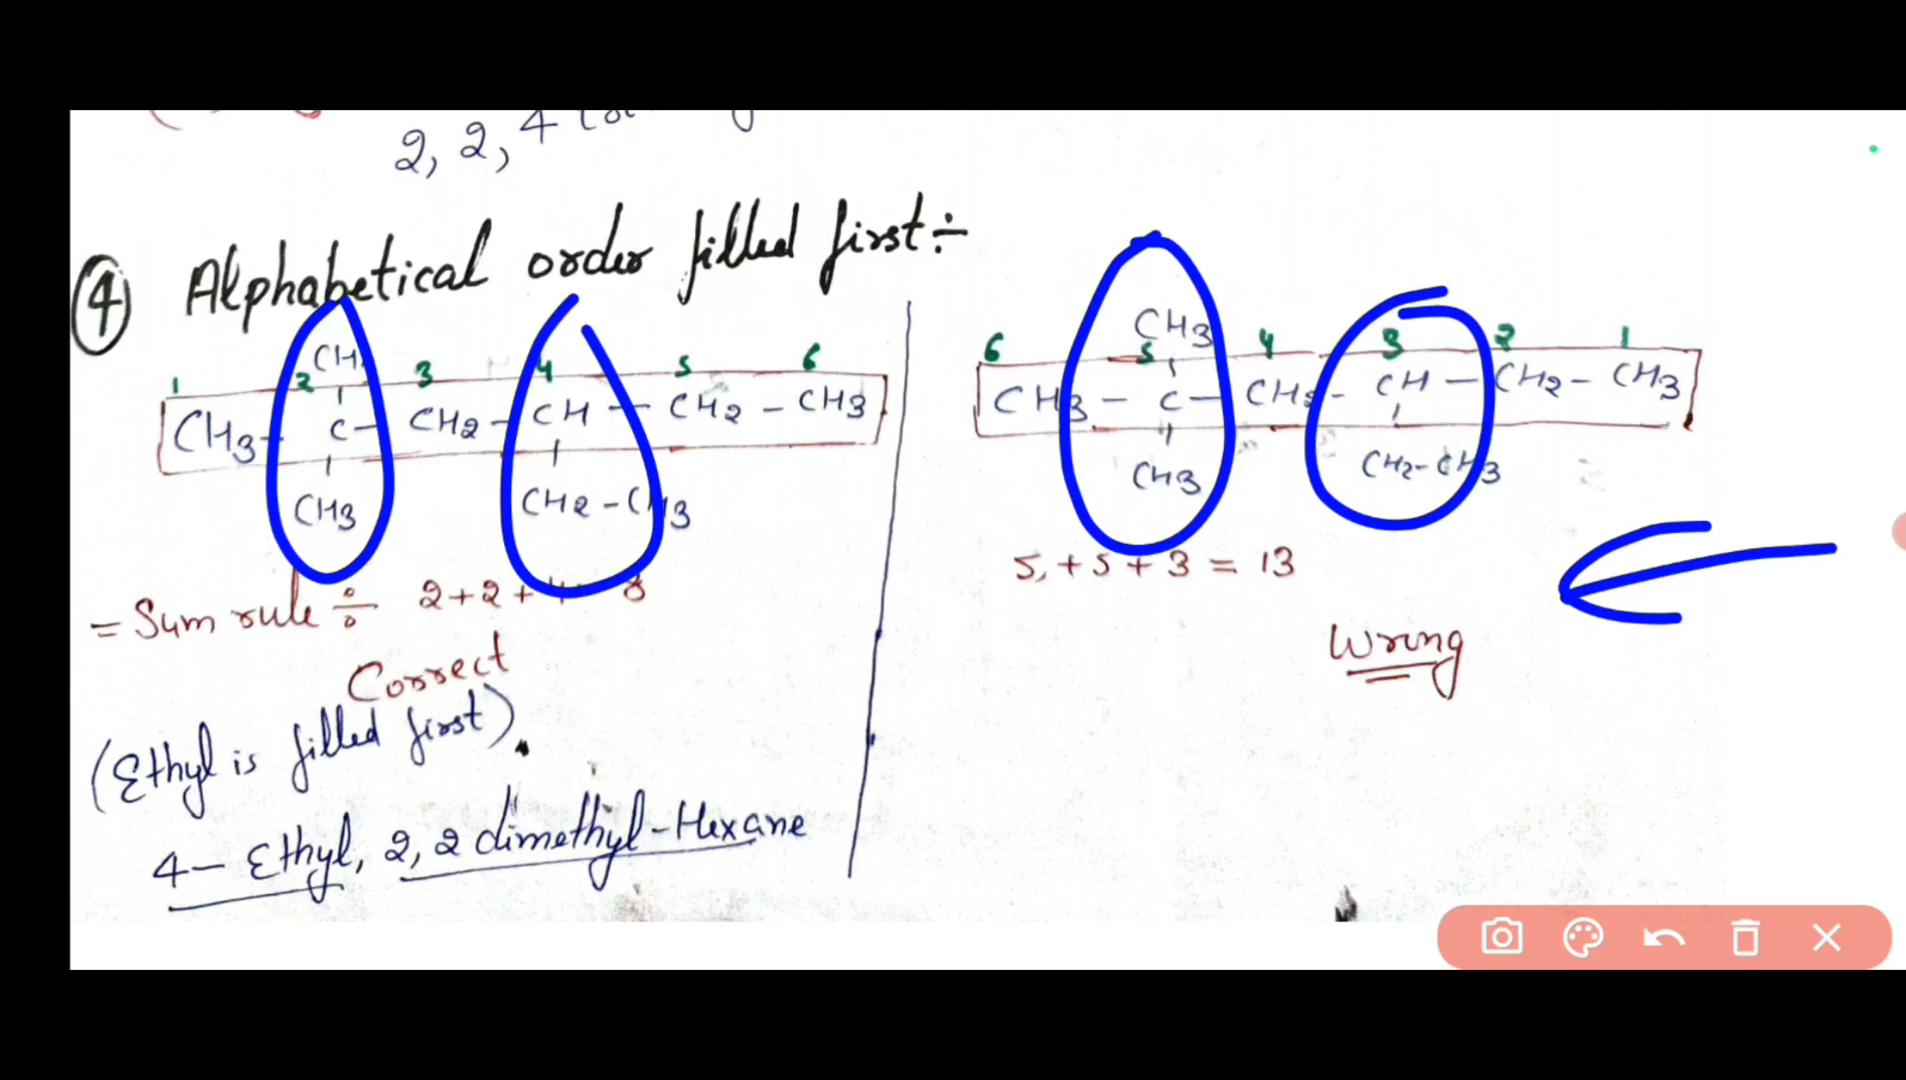 2, 2, 4
④ Alphabetical order filled first ÷
CH3
1 2 3 4 5 6
CH3 - C - CH2 - CH - CH2 - CH3
CH3 CH2 - CH3
= Sum rule ÷ 2+2+4 = 8
Correct
(Ethyl is filled first).
4 - Ethyl, 2, 2 dimethyl - Hexane
CH3
6 5 4 3 2 1
CH3 - C - CH2 - CH - CH2 - CH3
CH3 CH2 - CH3
5, + 5 + 3 = 13
Wrong